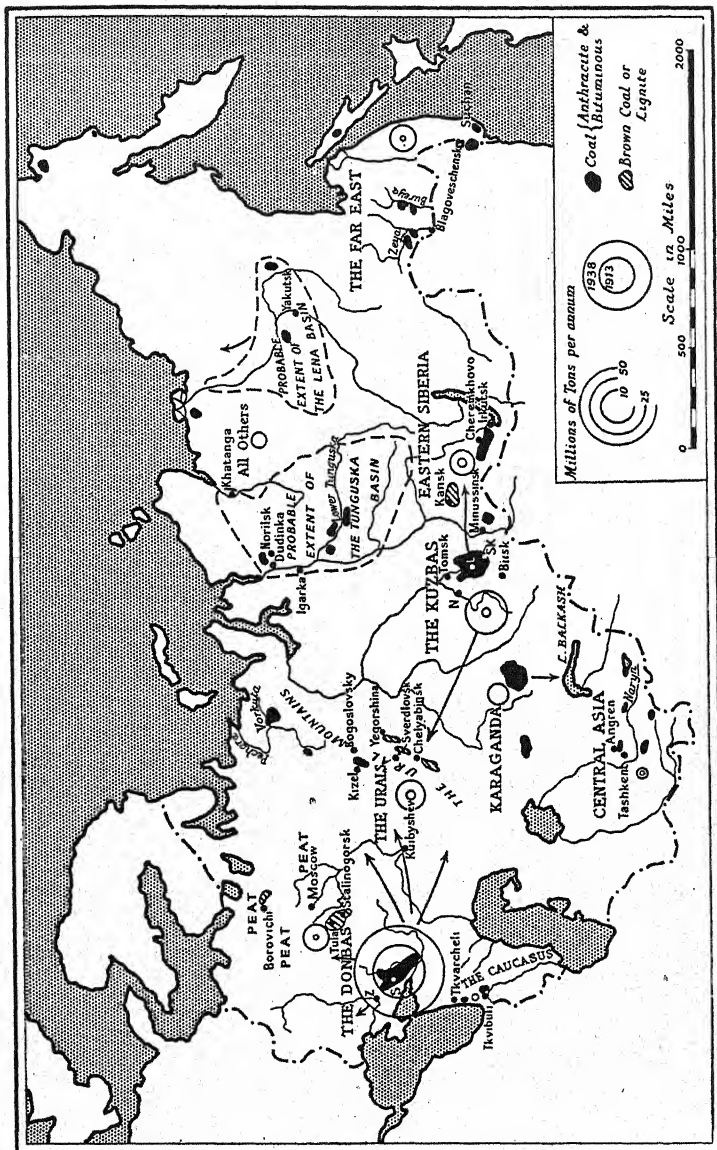 PEAT
Borovichi
PEAT
PEAT
Moscow
Tula
Stalinogorsk
THE DONBAS
Z
S
Tkvarcheli
THE CAUCASUS
Tkvibuli
Pechora
Vorkuta
THE URAL MOUNTAINS
Bogoslovsky
Kizel
Yegorshina
THE URALS
Sverdlovsk
Chelyabinsk
Kuibyshev
KARAGANDA
L. BALKASH
CENTRAL ASIA
Angren
Tashkent
Naryn
Norilsk
Dudinka
Igarka
Khatanga
All Others
PROBABLE
EXTENT OF
THE TUNGUSKA
BASIN
Lower Tunguska
THE KUZBAS
Tomsk
N
Sk
Biisk
Minussinsk
Kansk
EASTERN SIBERIA
Cheremkhovo
Irkutsk
PROBABLE
EXTENT OF
THE LENA BASIN
Yakutsk
THE FAR EAST
Zeya
Bureya
Blagoveschensk
Suchan
Millions of Tons per annum
10 50
25
1938
1913
Coal {Anthracite &
Bituminous
Brown Coal or
Lignite
Scale in Miles
0 500 1000 2000